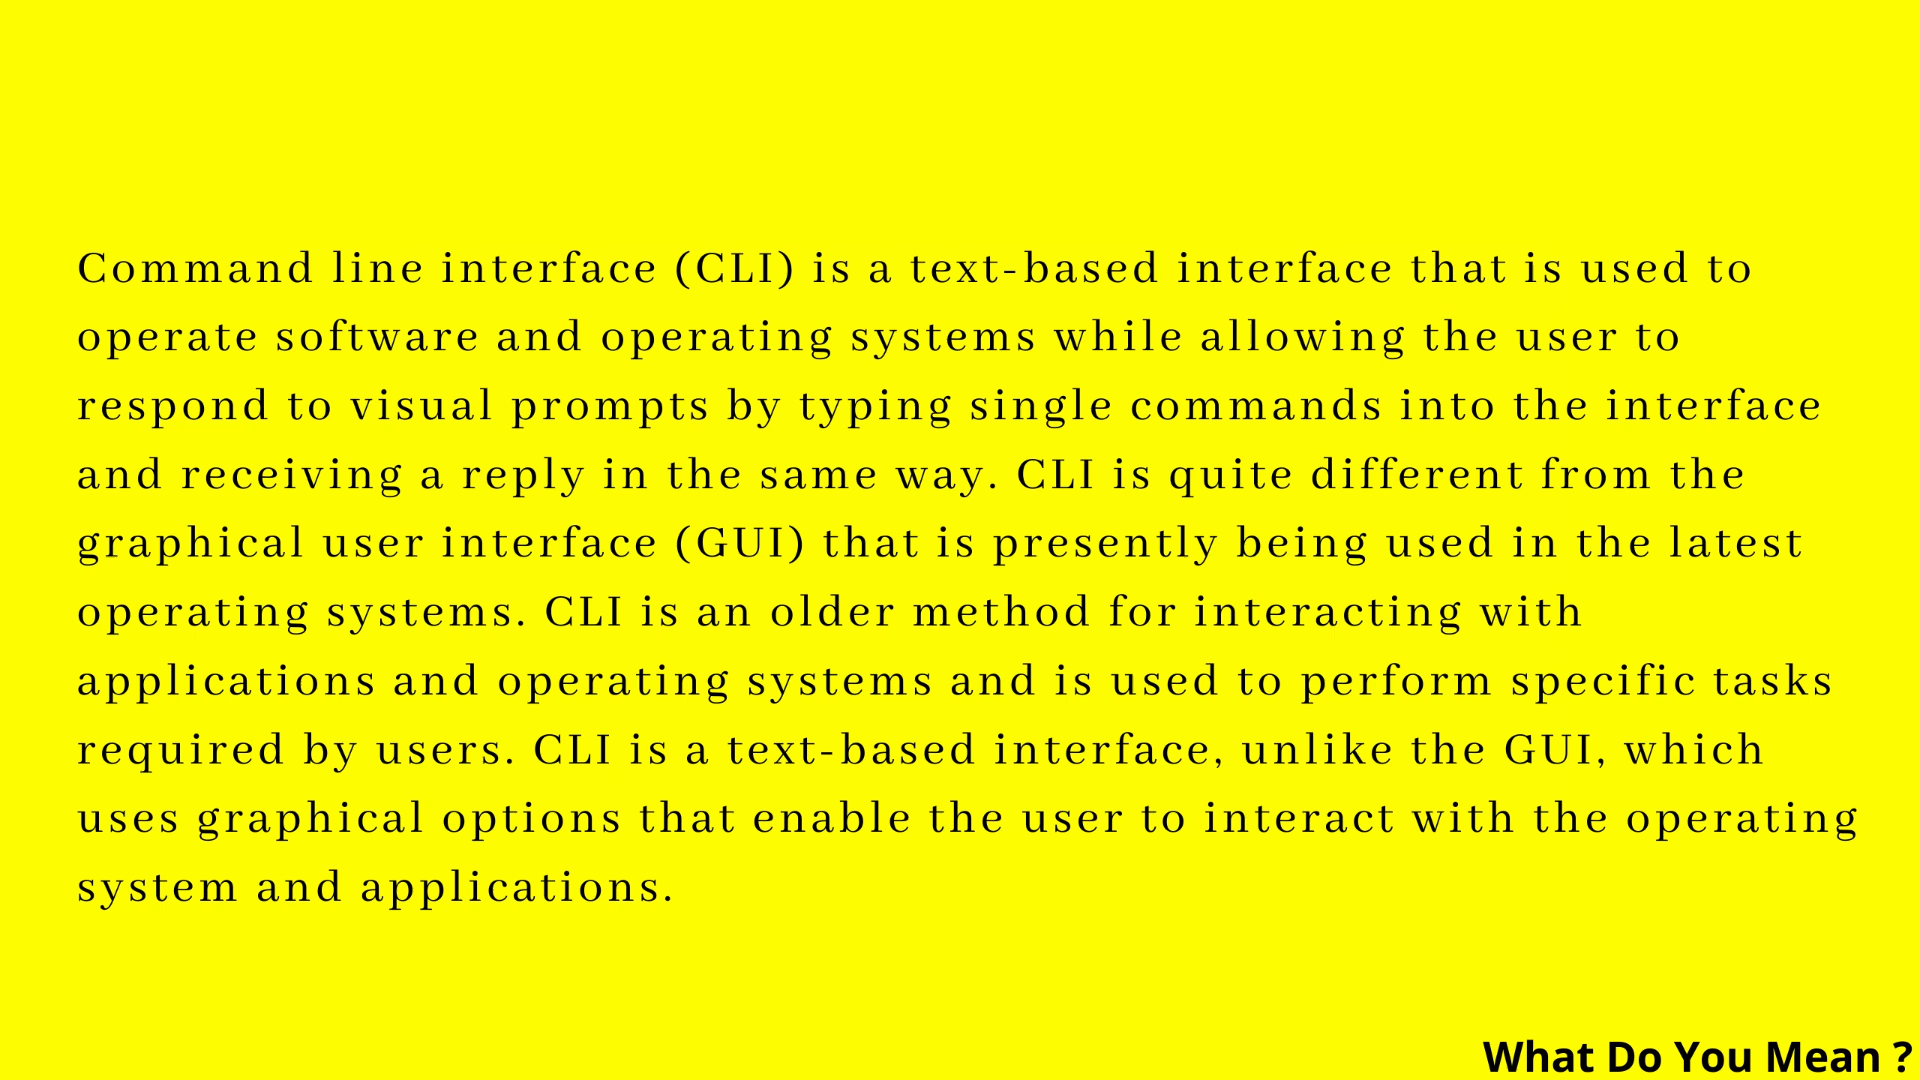 Command line interface (CLI) is a text-based interface that is used to
operate software and operating systems while allowing the user to
respond to visual prompts by typing single commands into the interface
and receiving a reply in the same way. CLI is quite different from the
graphical user interface (GUI) that is presently being used in the latest
operating systems. CLI is an older method for interacting with
applications and operating systems and is used to perform specific tasks
required by users. CLI is a text-based interface, unlike the GUI, which
uses graphical options that enable the user to interact with the operating
system and applications.
What Do You Mean ?